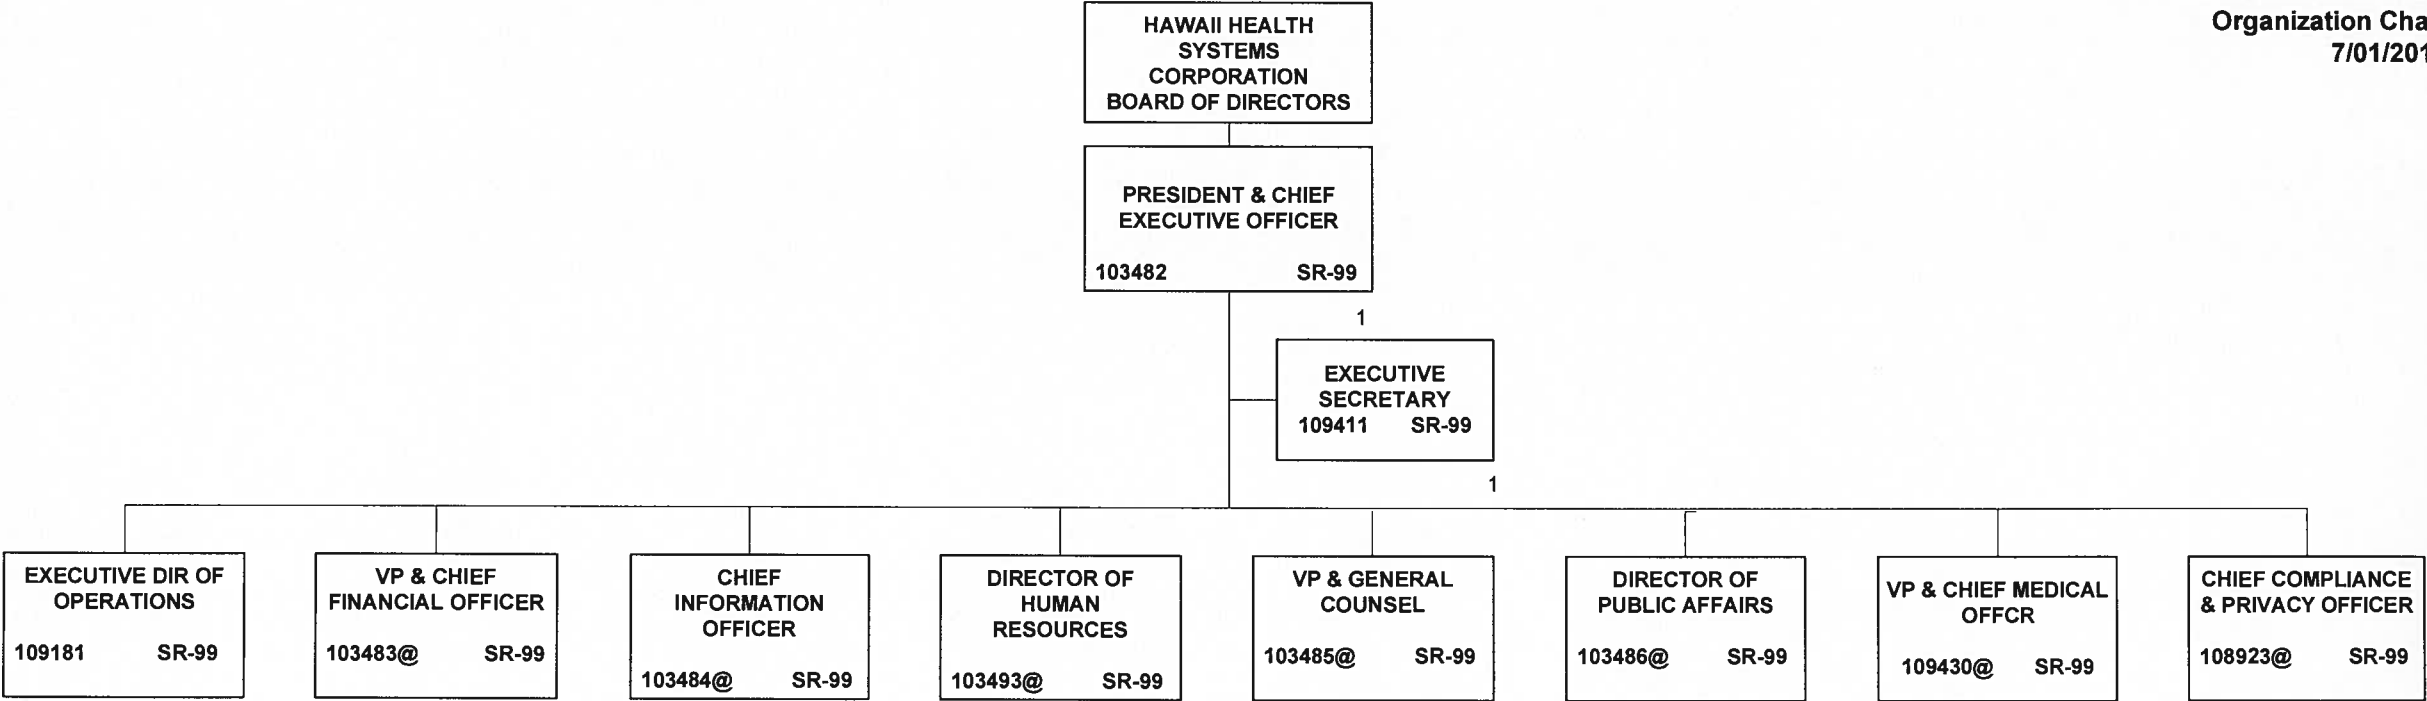 Organization Cha
7/01/201
HAWAII HEALTH
SYSTEMS
CORPORATION
BOARD OF DIRECTORS
PRESIDENT & CHIEF
EXECUTIVE OFFICER
103482 SR-99
1
EXECUTIVE
SECRETARY
109411 SR-99
1
EXECUTIVE DIR OF
OPERATIONS
109181 SR-99
VP & CHIEF
FINANCIAL OFFICER
103483@ SR-99
CHIEF
INFORMATION
OFFICER
103484@ SR-99
DIRECTOR OF
HUMAN
RESOURCES
103493@ SR-99
VP & GENERAL
COUNSEL
103485@ SR-99
DIRECTOR OF
PUBLIC AFFAIRS
103486@ SR-99
VP & CHIEF MEDICAL
OFFCR
109430@ SR-99
CHIEF COMPLIANCE
& PRIVACY OFFICER
108923@ SR-99